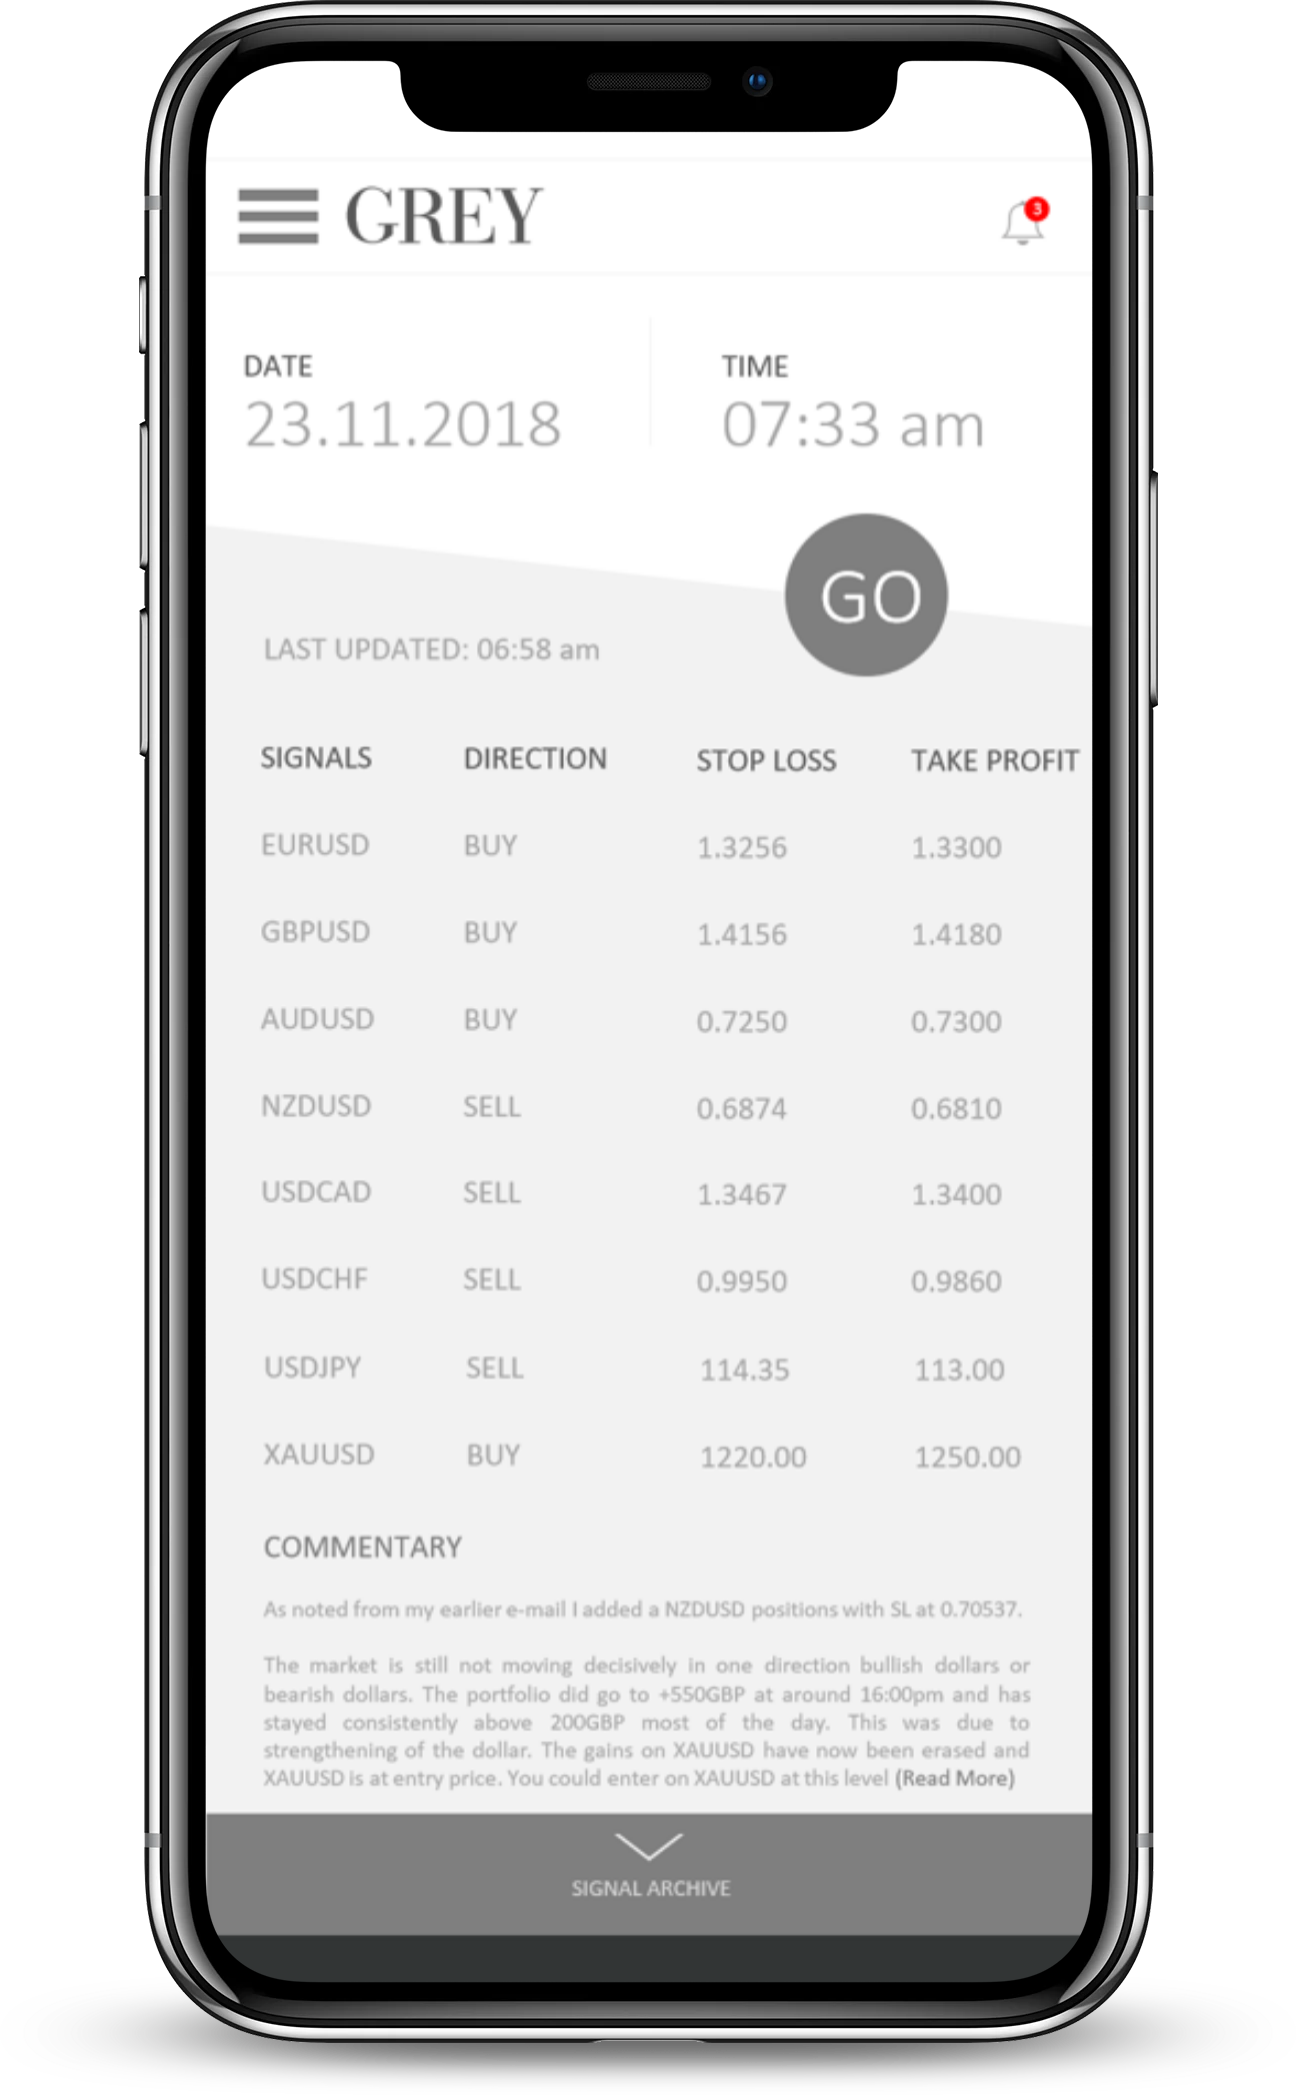 GREY
3
DATE
TIME
23.11.2018
07:33 am
GO
LAST UPDATED: 06:58 am
SIGNALS DIRECTION STOP LOSS TAKE PROFIT
EURUSD BUY 1.3256 1.3300
GBPUSD BUY 1.4156 1.4180
AUDUSD BUY 0.7250 0.7300
NZDUSD SELL 0.6874 0.6810
USDCAD SELL 1.3467 1.3400
USDCHF SELL 0.9950 0.9860
USDJPY SELL 114.35 113.00
XAUUSD BUY 1220.00 1250.00
COMMENTARY
As noted from my earlier e-mail I added a NZDUSD positions with SL at 0.70537.
The market is still not moving decisively in one direction bullish dollars or
bearish dollars. The portfolio did go to +550GBP at around 16:00pm and has
stayed consistently above 200GBP most of the day. This was due to
strengthening of the dollar. The gains on XAUUSD have now been erased and
XAUUSD is at entry price. You could enter on XAUUSD at this level (Read More)
SIGNAL ARCHIVE